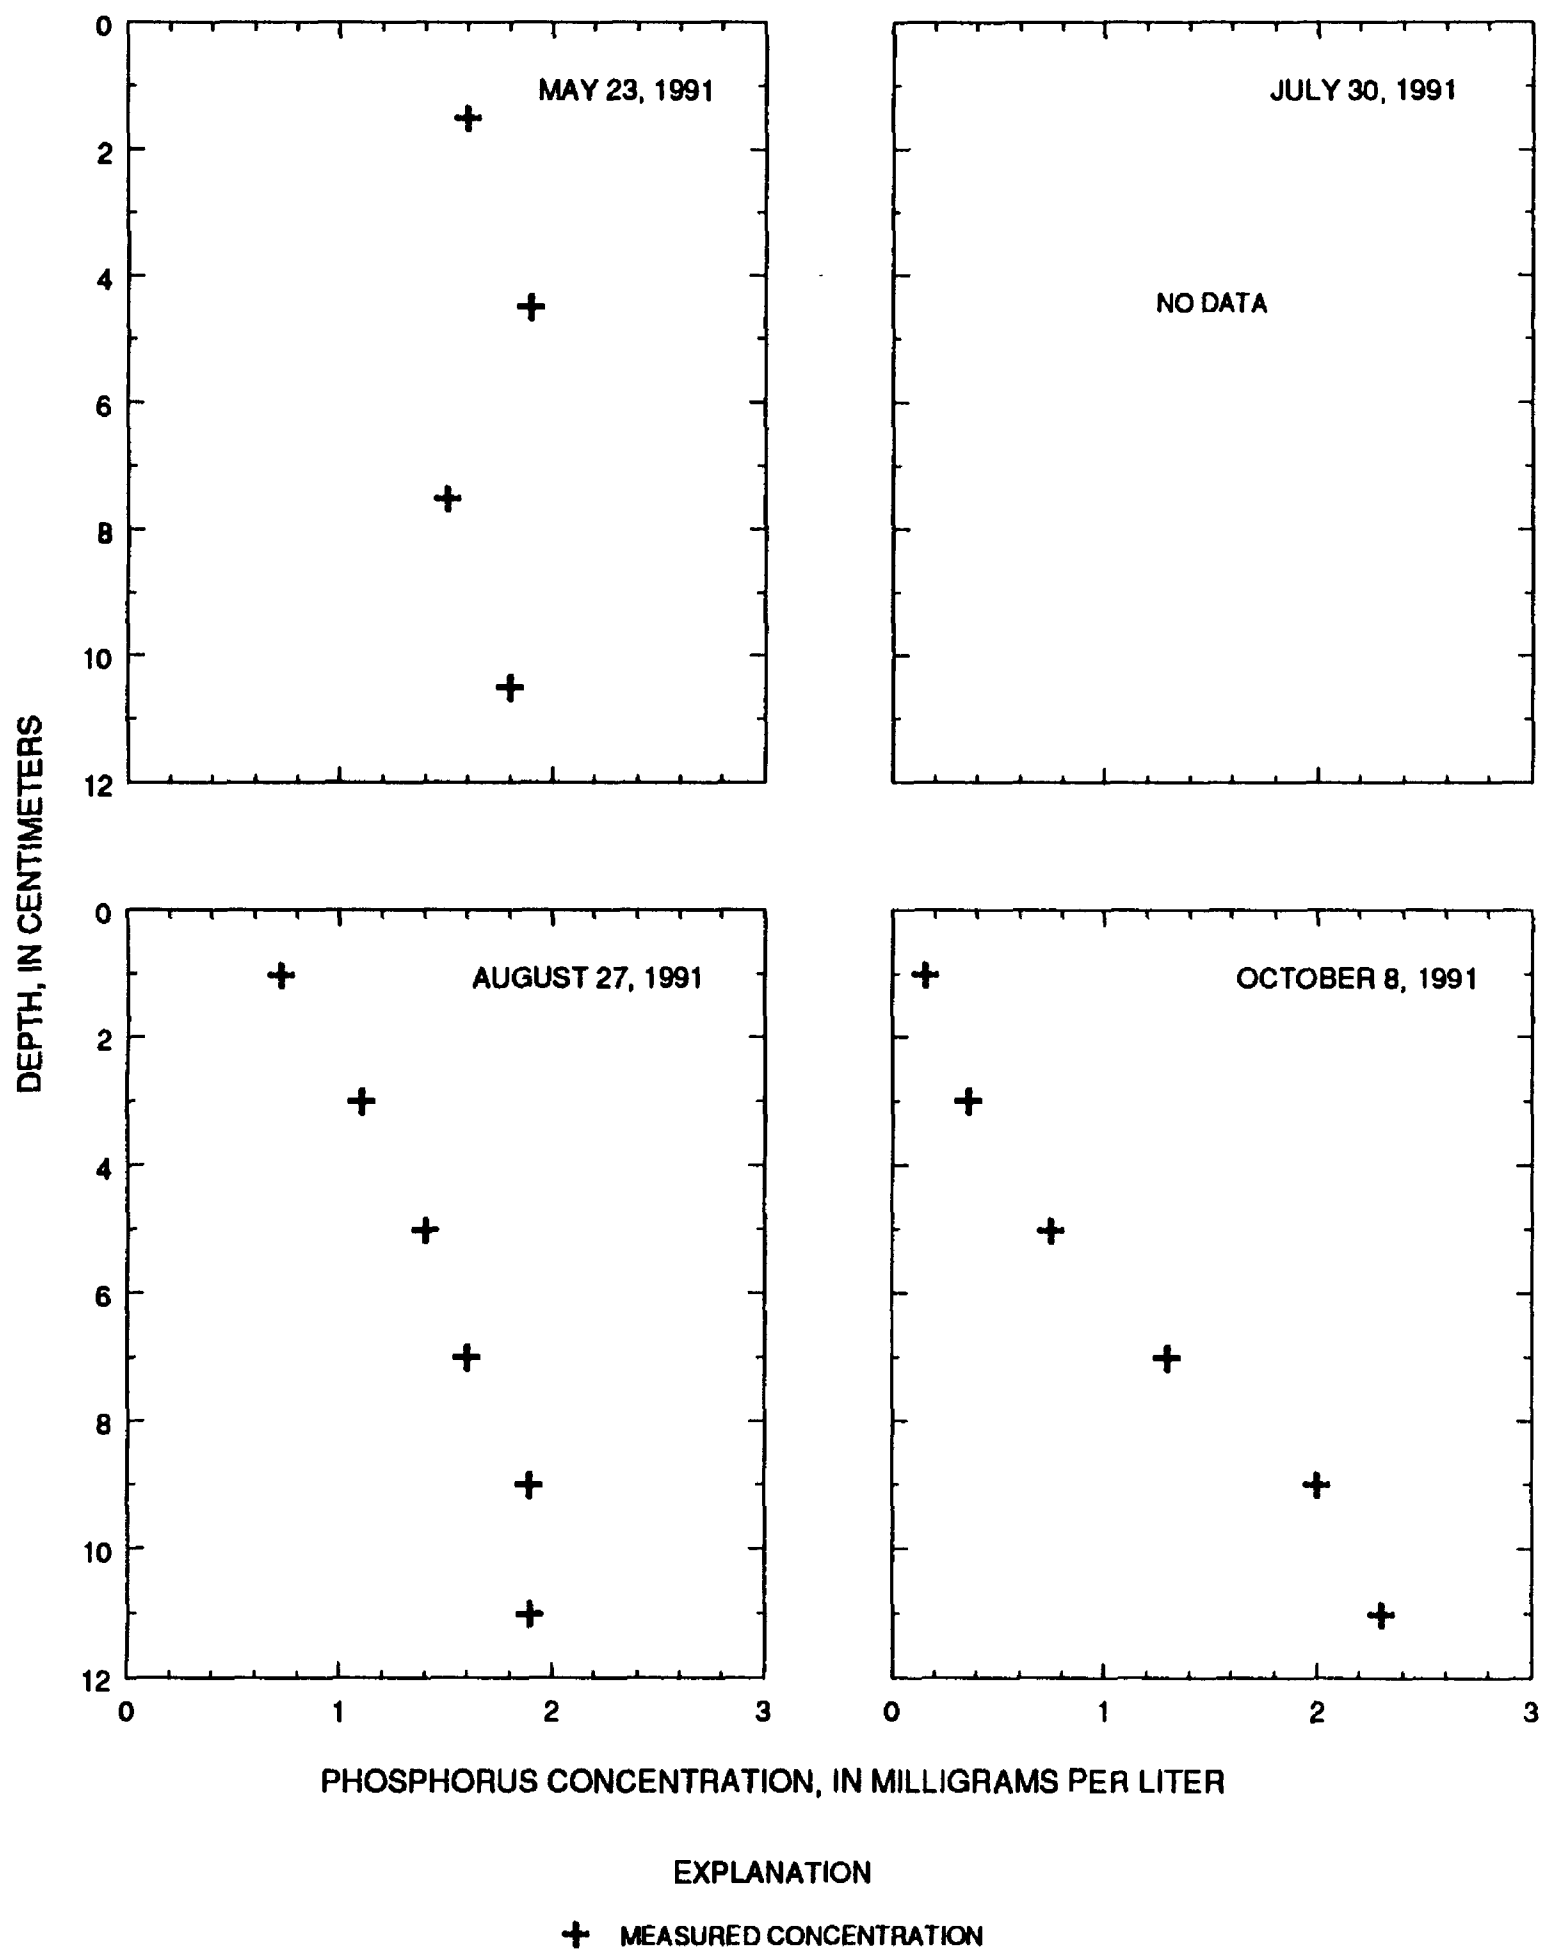 MAY 23, 1991
JULY 30, 1991
NO DATA
0
2
4
6
8
10
12
DEPTH, IN CENTIMETERS
AUGUST 27, 1991
OCTOBER 8, 1991
0
2
4
6
8
10
12
0 1 2 3
0 1 2 3
PHOSPHORUS CONCENTRATION, IN MILLIGRAMS PER LITER
EXPLANATION
MEASURED CONCENTRATION